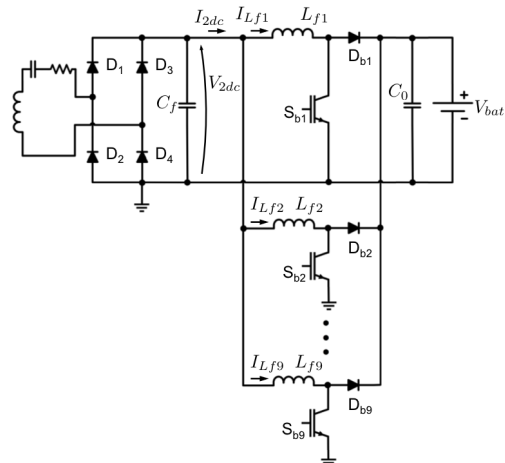 I2dc
ILf1
Lf1
D1
D3
Db1
Cf
V2dc
Sb1
C0
+
-
Vbat
D2
D4
ILf2
Lf2
Db2
Sb2
ILf9
Lf9
Db9
Sb9